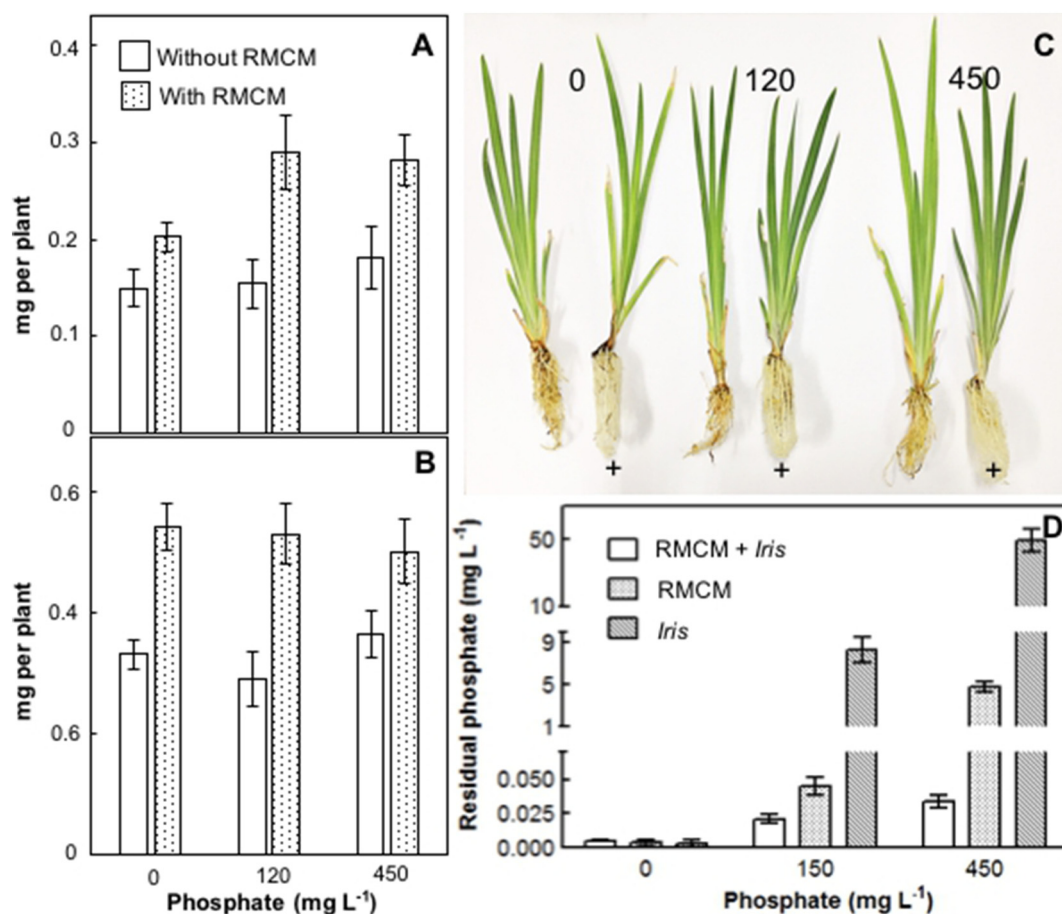 A
0.4
Without RMCM
With RMCM
0.3
0.2
0.1
0
mg per plant
B
0.6
0.4
0.6
0
mg per plant
0 120 450
Phosphate (mg L⁻¹)
C
0 120 450
+ + +
D
50
10
9
5
1
0.050
0.025
0.000
Residual phosphate (mg L⁻¹)
RMCM + Iris
RMCM
Iris
0 150 450
Phosphate (mg L⁻¹)